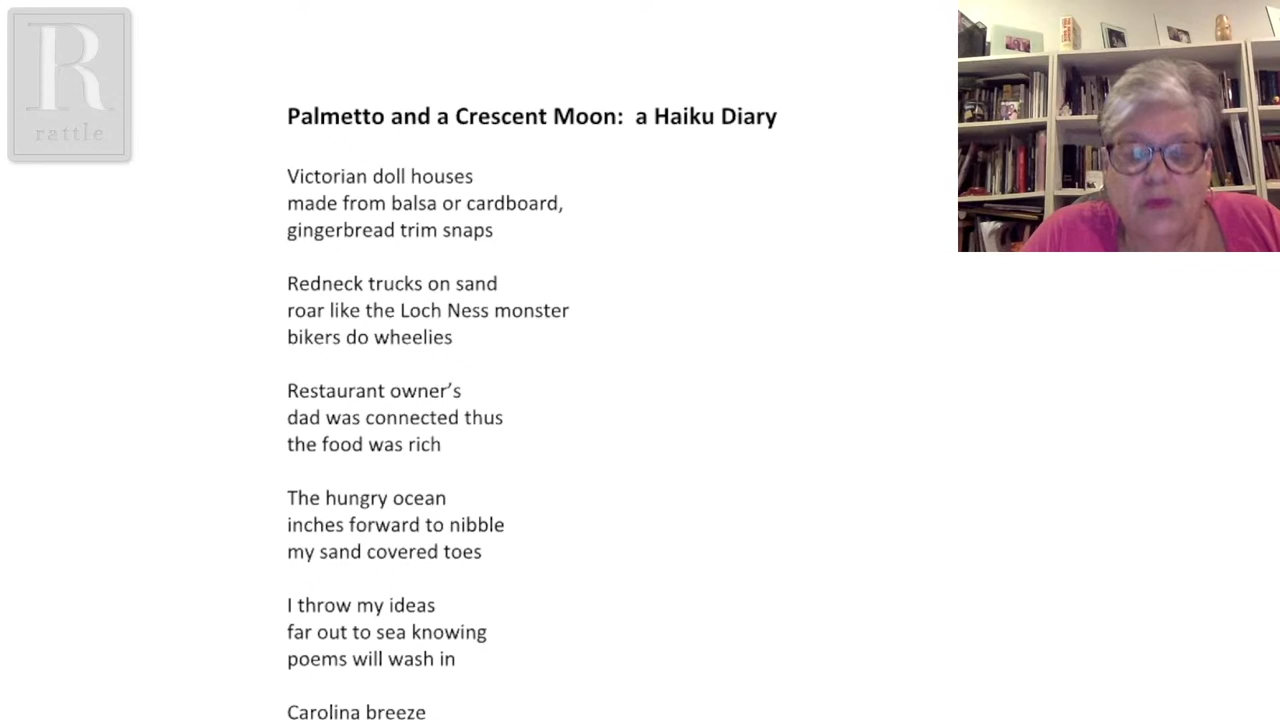 R
rattle
Palmetto and a Crescent Moon:  a Haiku Diary
Victorian doll houses
made from balsa or cardboard,
gingerbread trim snaps
Redneck trucks on sand
roar like the Loch Ness monster
bikers do wheelies
Restaurant owner’s
dad was connected thus
the food was rich
The hungry ocean
inches forward to nibble
my sand covered toes
I throw my ideas
far out to sea knowing
poems will wash in
Carolina breeze